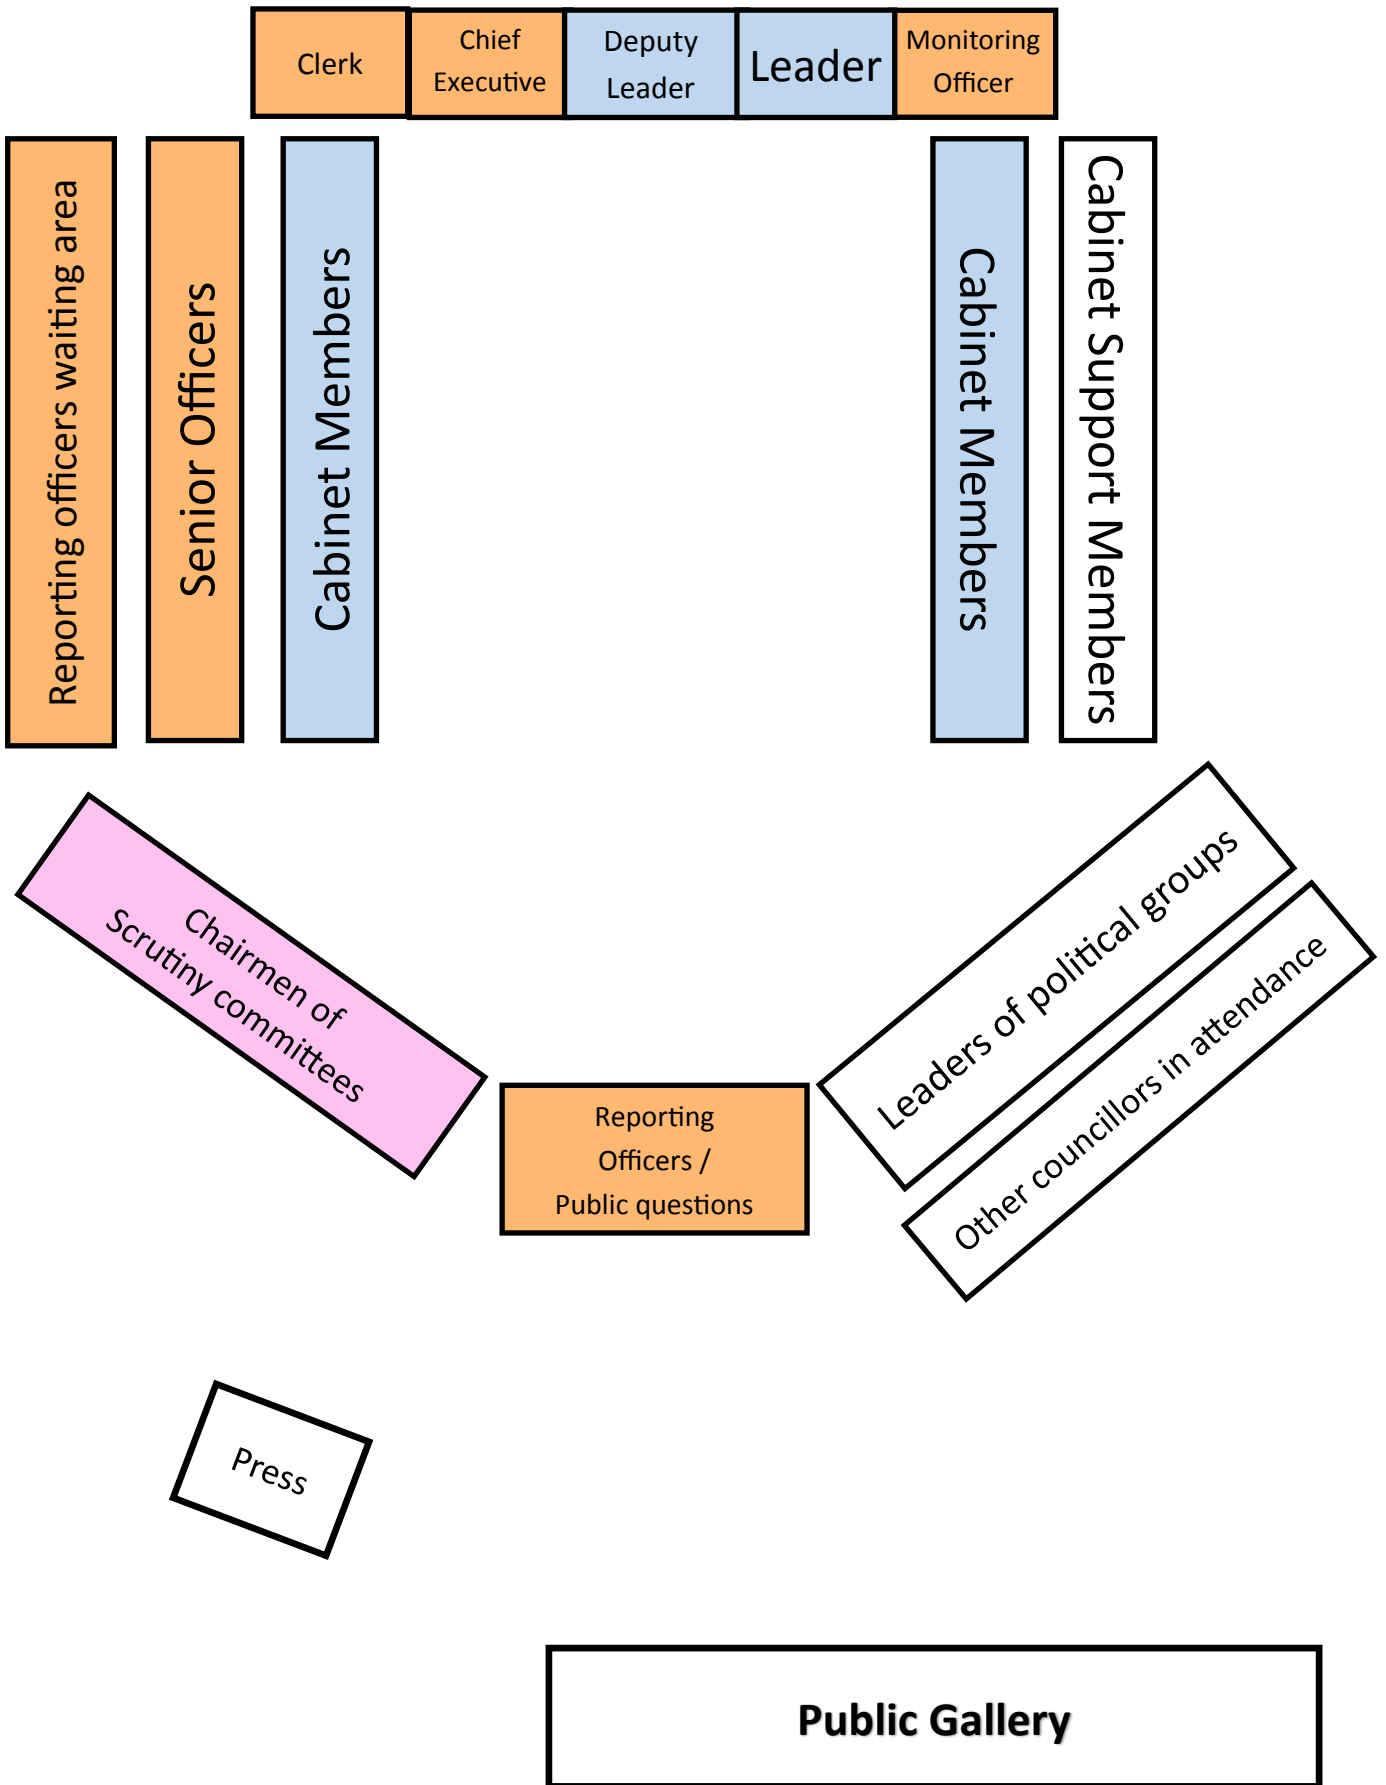 Clerk
Chief
Executive
Deputy
Leader
Leader
Monitoring
Officer
Reporting officers waiting area
Senior Officers
Cabinet Members
Cabinet Members
Cabinet Support Members
Chairmen of
Scrutiny committees
Leaders of political groups
Other councillors in attendance
Reporting
Officers /
Public questions
Press
Public Gallery